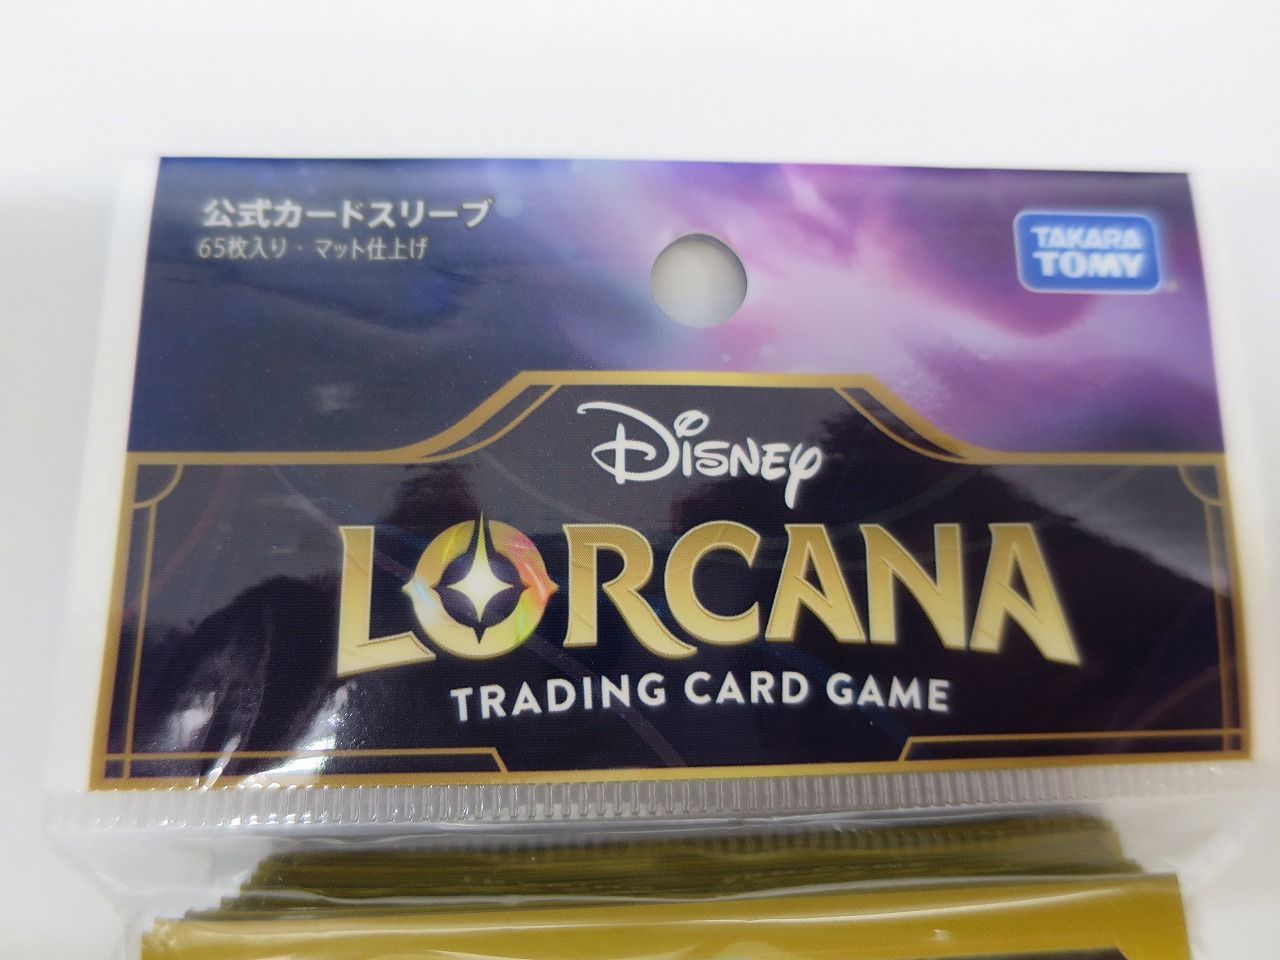 公式カードスリーブ
65枚入り・マット仕上げ
TAKARA
TOMY
Disney
LORCANA
TRADING CARD GAME